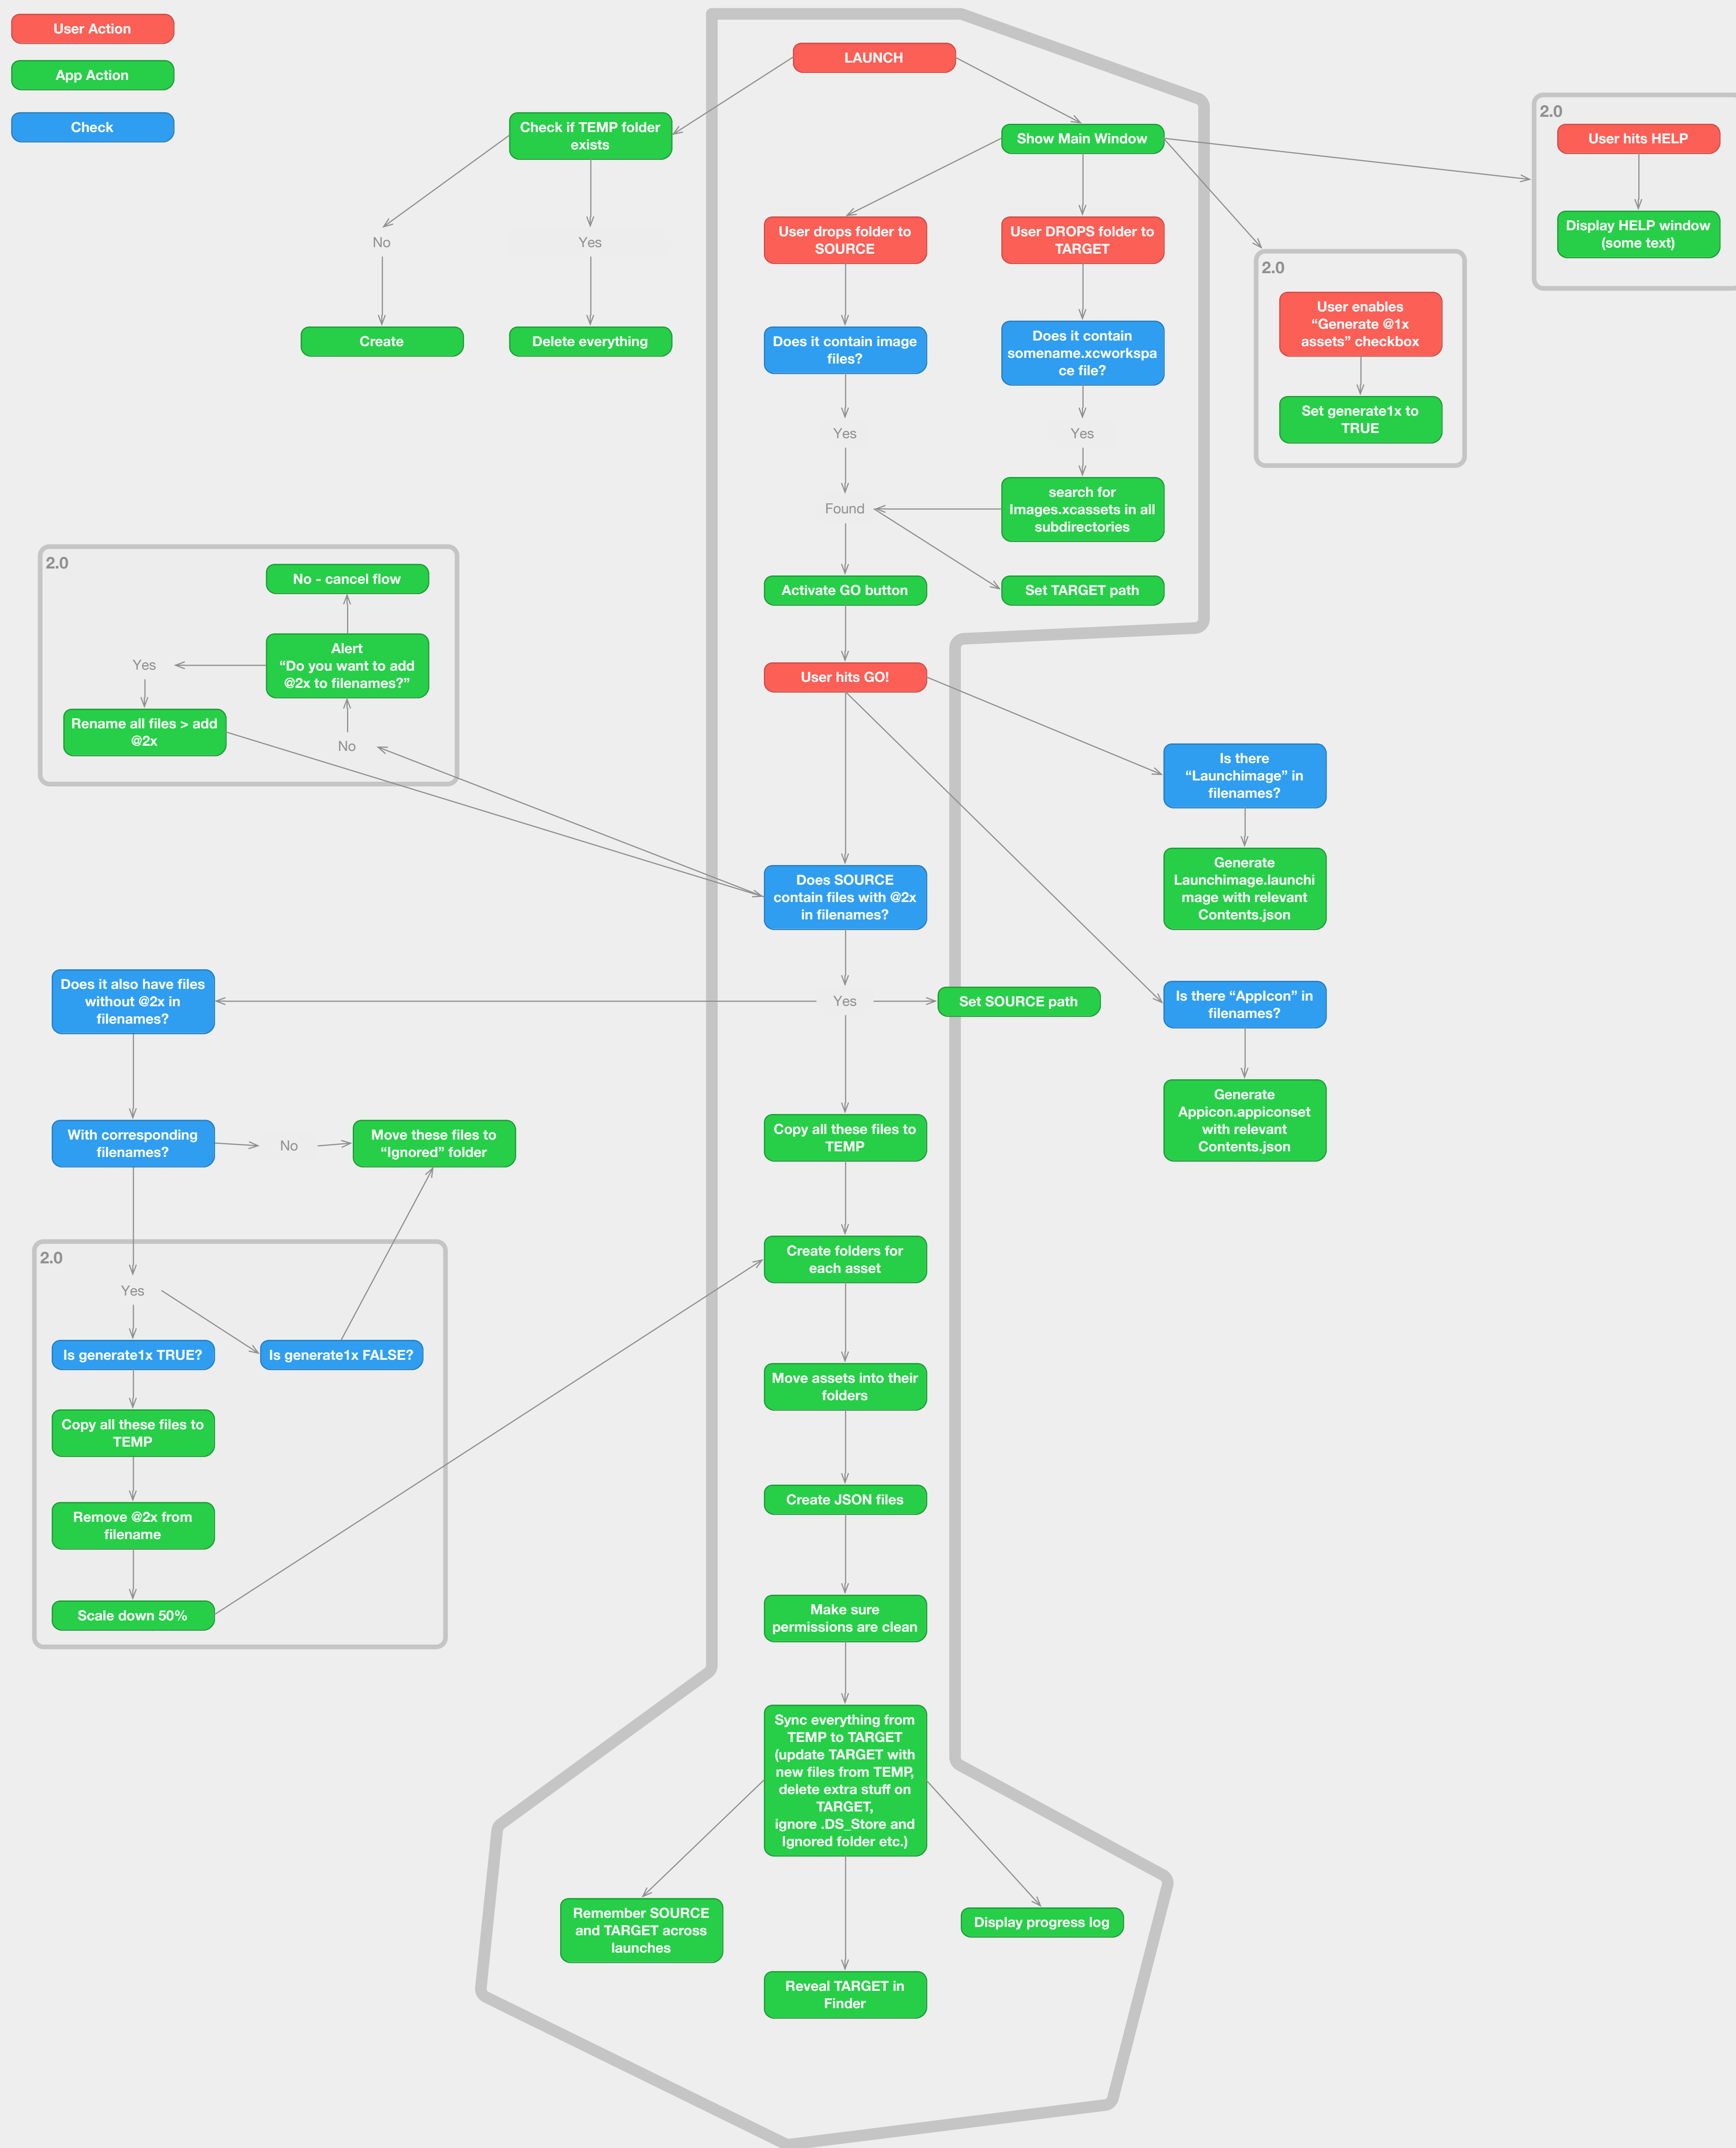 User Action
App Action
Check
LAUNCH
Check if TEMP folder
exists
Show Main Window
2.0
User hits HELP
Display HELP window
(some text)
No
Yes
Create
Delete everything
User drops folder to
SOURCE
User DROPS folder to
TARGET
2.0
User enables
“Generate @1x
assets” checkbox
Set generate1x to
TRUE
Does it contain image
files?
Does it contain
somename.xcworkspa
ce file?
Yes
Yes
Found
search for
Images.xcassets in all
subdirectories
Activate GO button
Set TARGET path
2.0
No - cancel flow
Alert
“Do you want to add
@2x to filenames?”
Yes
Rename all files > add
@2x
No
User hits GO!
Is there
“Launchimage” in
filenames?
Generate
Launchimage.launchi
mage with relevant
Contents.json
Does SOURCE
contain files with @2x
in filenames?
Does it also have files
without @2x in
filenames?
Yes
Set SOURCE path
Is there “AppIcon” in
filenames?
Generate
Appicon.appiconset
with relevant
Contents.json
With corresponding
filenames?
No
Move these files to
“Ignored” folder
Copy all these files to
TEMP
2.0
Yes
Is generate1x TRUE?
Is generate1x FALSE?
Copy all these files to
TEMP
Remove @2x from
filename
Scale down 50%
Create folders for
each asset
Move assets into their
folders
Create JSON files
Make sure
permissions are clean
Sync everything from
TEMP to TARGET
(update TARGET with
new files from TEMP,
delete extra stuff on
TARGET,
ignore .DS_Store and
Ignored folder etc.)
Remember SOURCE
and TARGET across
launches
Display progress log
Reveal TARGET in
Finder